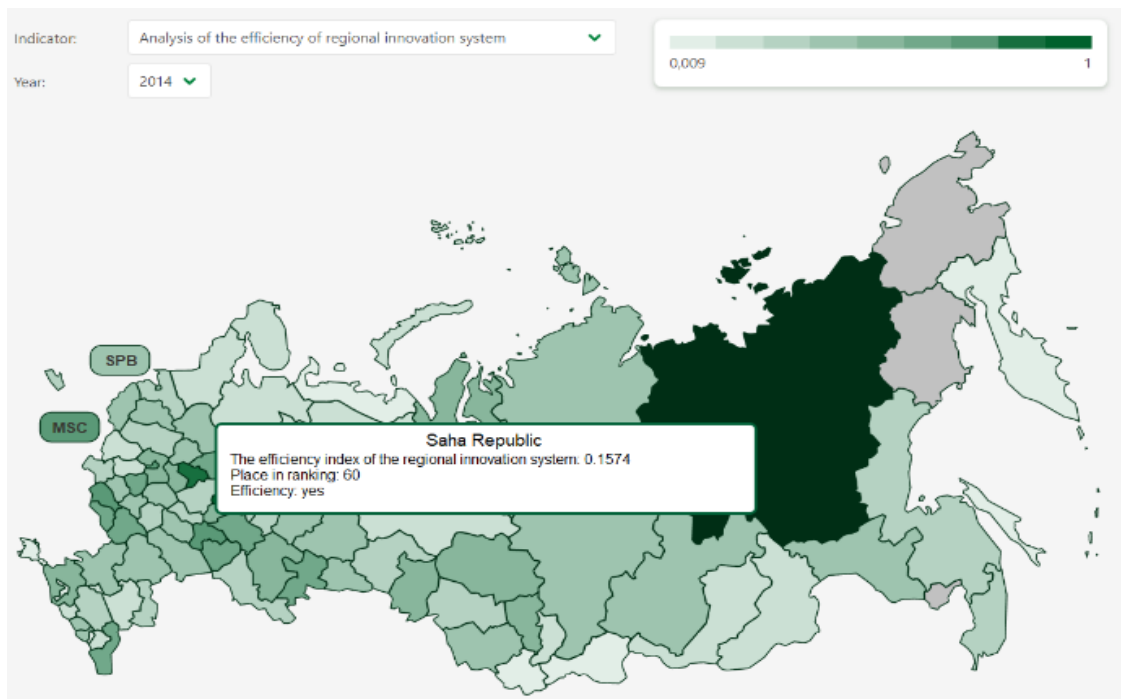 Indicator:
Analysis of the efficiency of regional innovation system
Year:
2014
0,009
1
SPB
MSC
Saha Republic
The efficiency index of the regional innovation system: 0.1574
Place in ranking: 60
Efficiency: yes